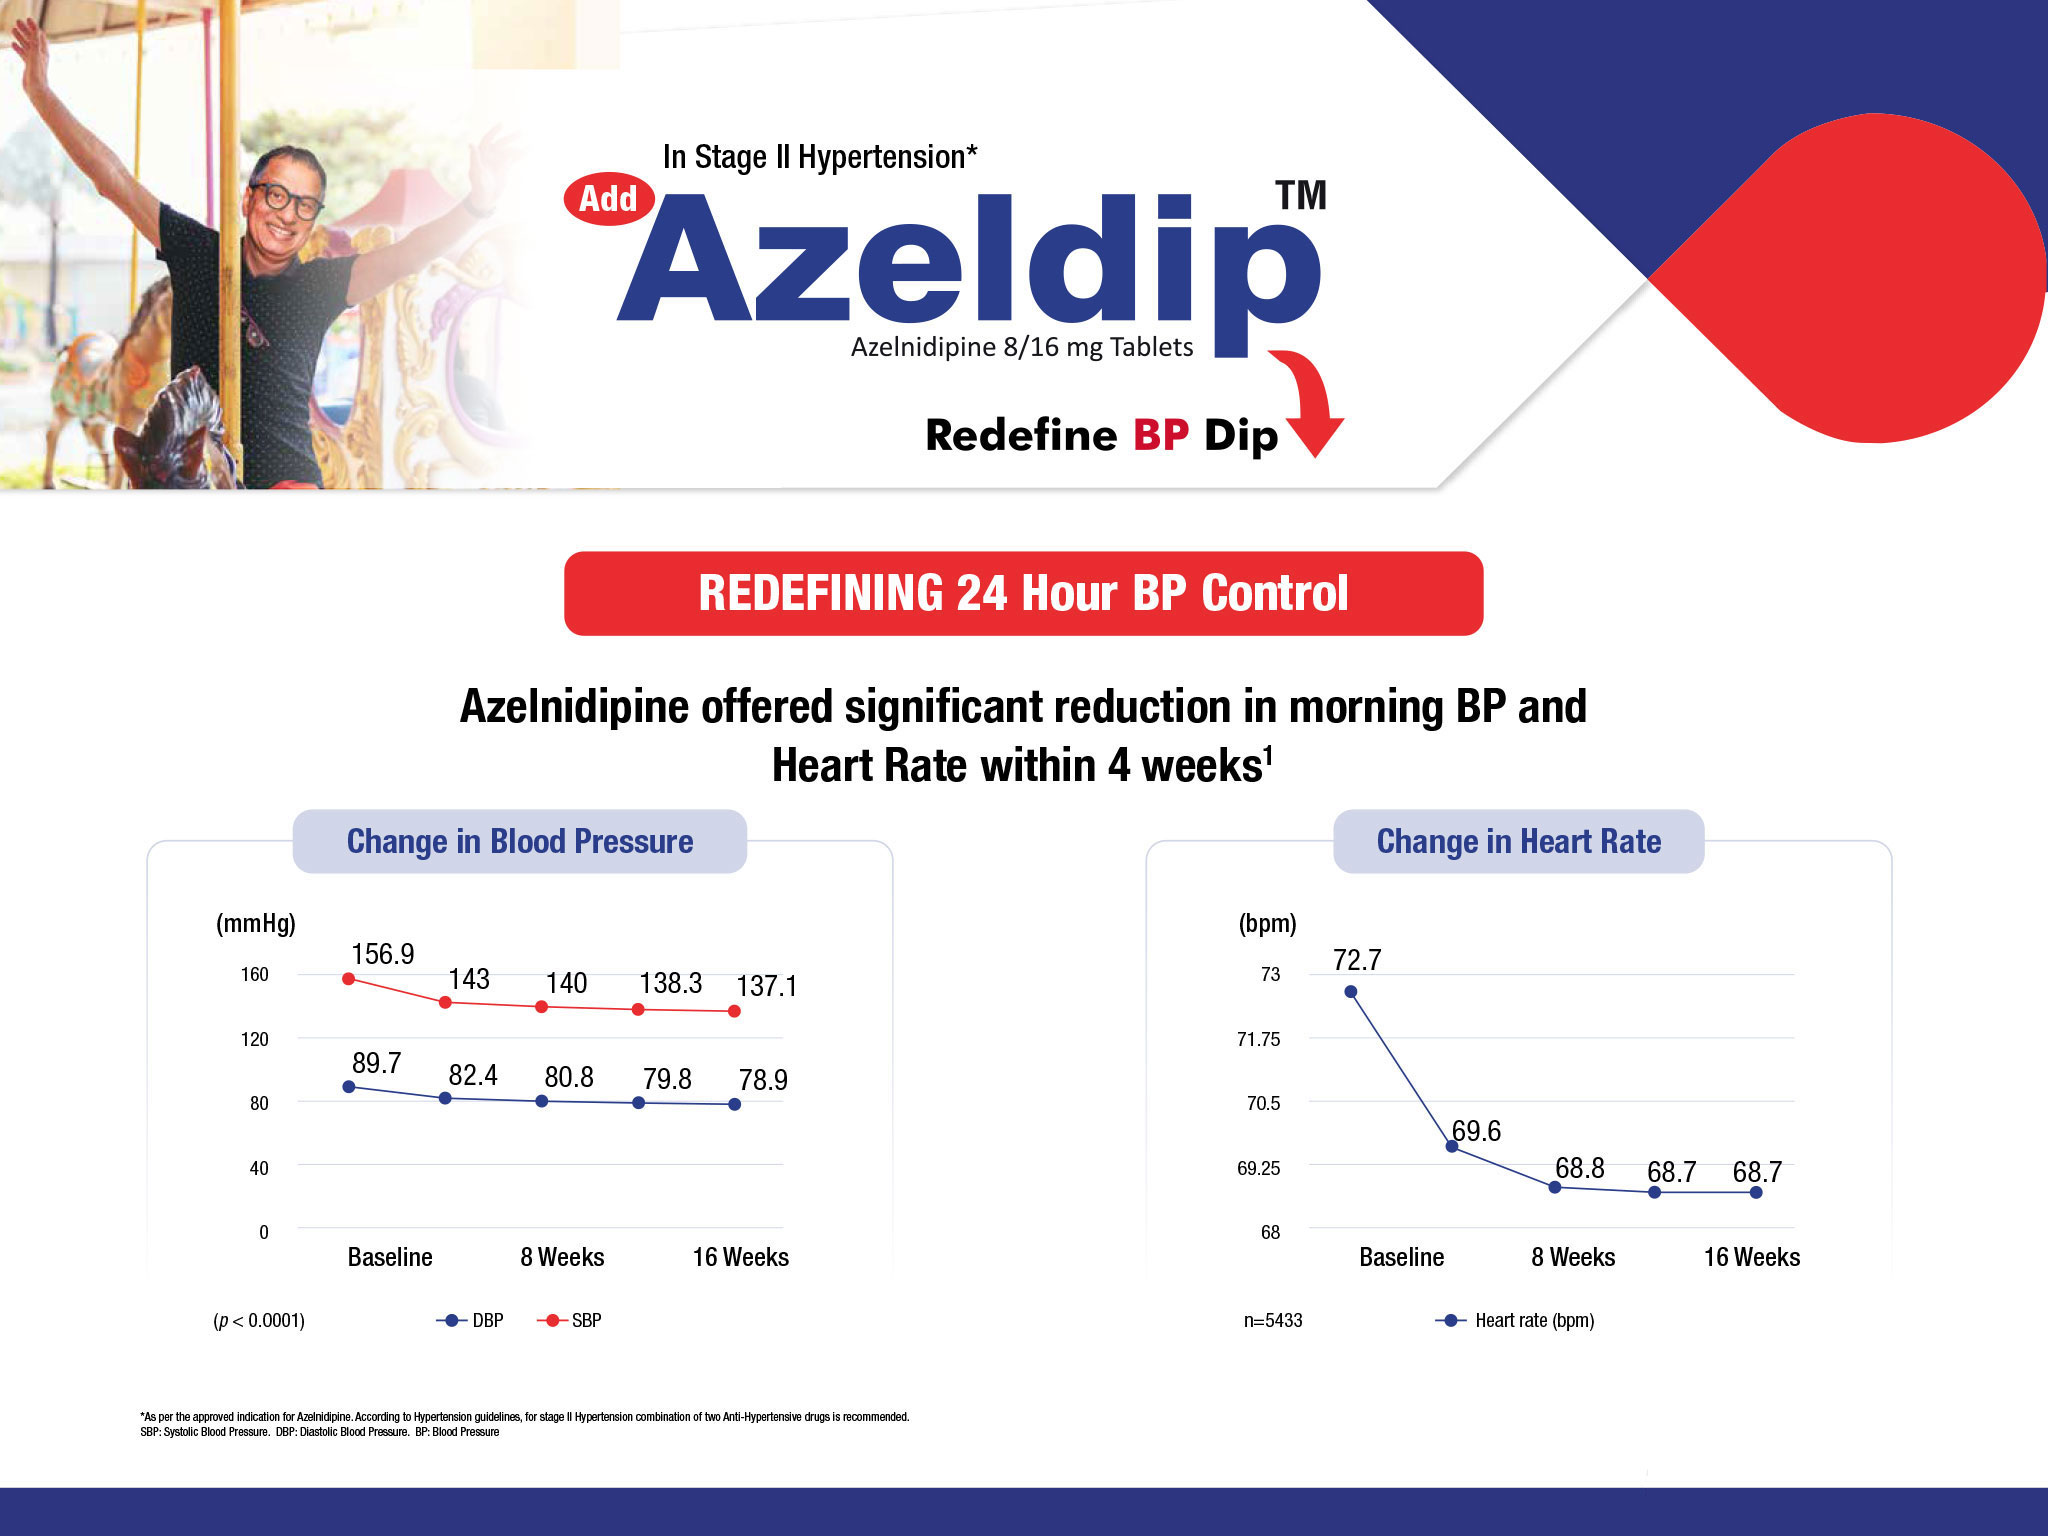 In Stage II Hypertension*
Add
Azeldip™
Azelnidipine 8/16 mg Tablets
Redefine BP Dip
REDEFINING 24 Hour BP Control
Azelnidipine offered significant reduction in morning BP and
Heart Rate within 4 weeks¹
Change in Blood Pressure
(mmHg)
160
120
80
40
0
156.9
143
140
138.3
137.1
89.7
82.4
80.8
79.8
78.9
Baseline
8 Weeks
16 Weeks
(p < 0.0001)
DBP
SBP
Change in Heart Rate
(bpm)
73
71.75
70.5
69.25
68
72.7
69.6
68.8
68.7
68.7
Baseline
8 Weeks
16 Weeks
n=5433
Heart rate (bpm)
*As per the approved indication for Azelnidipine. According to Hypertension guidelines, for stage II Hypertension combination of two Anti-Hypertensive drugs is recommended.
SBP: Systolic Blood Pressure. DBP: Diastolic Blood Pressure. BP: Blood Pressure